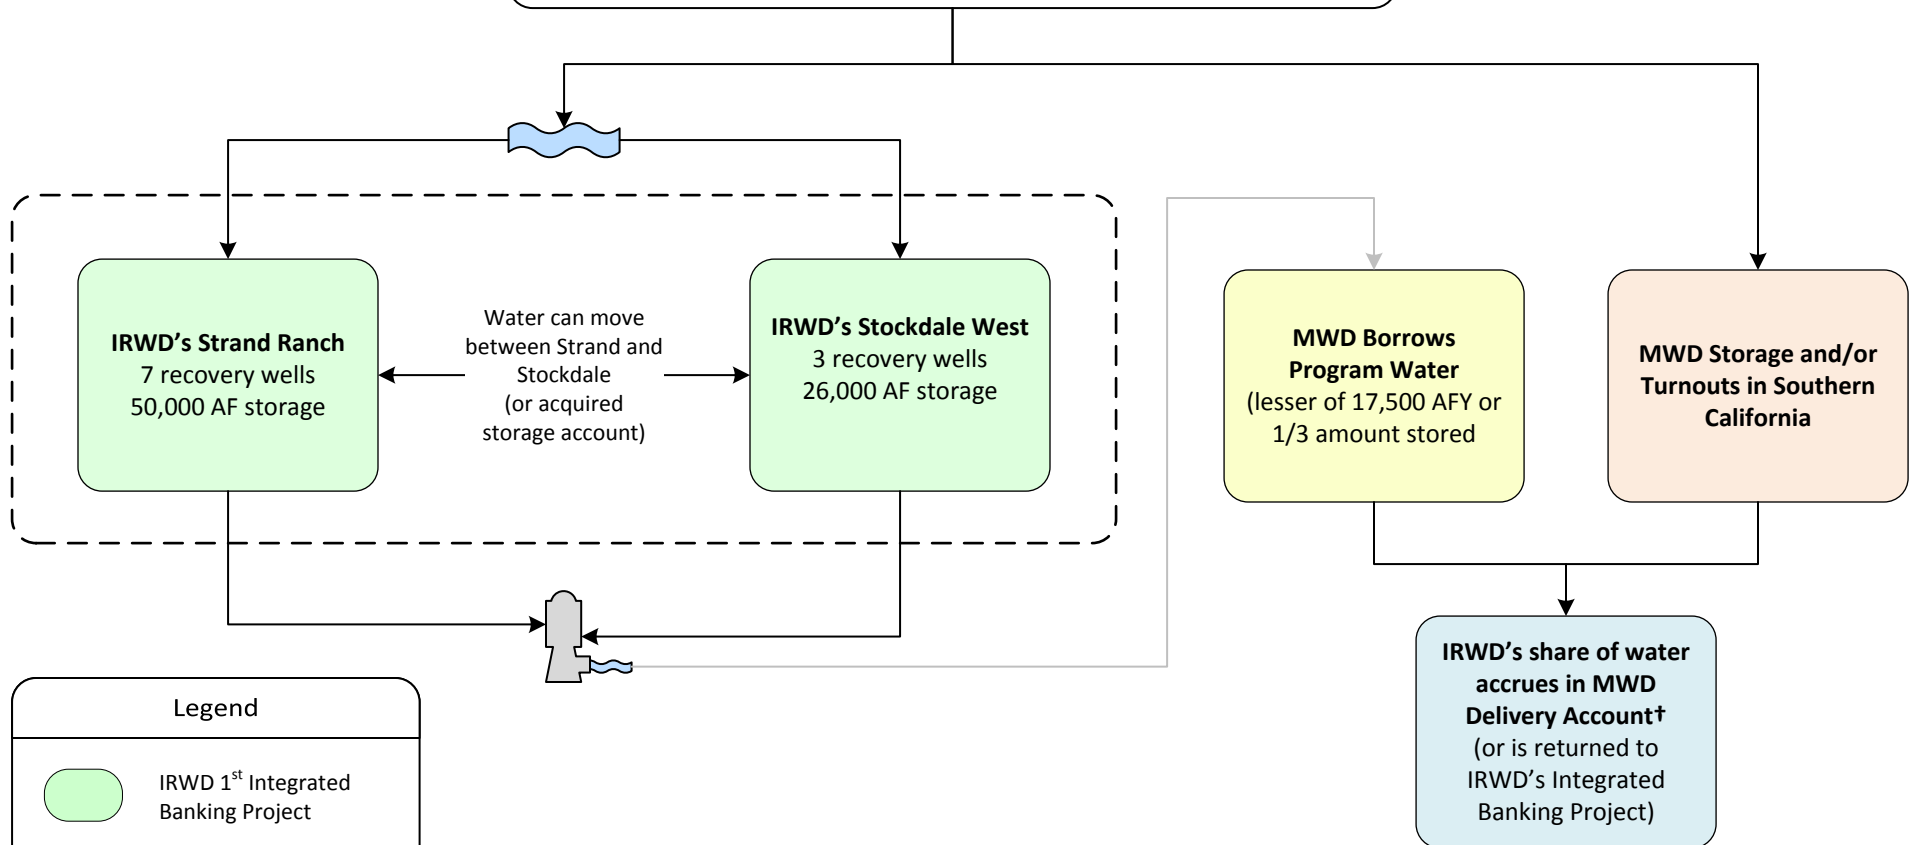 IRWD’s Strand Ranch
7 recovery wells
50,000 AF storage
Water can move
between Strand and
Stockdale
(or acquired
storage account)
IRWD’s Stockdale West
3 recovery wells
26,000 AF storage
MWD Borrows
Program Water
(lesser of 17,500 AFY or
1/3 amount stored
MWD Storage and/or
Turnouts in Southern
California
IRWD’s share of water
accrues in MWD
Delivery Account†
(or is returned to
IRWD’s Integrated
Banking Project)
Legend
IRWD 1st Integrated
Banking Project